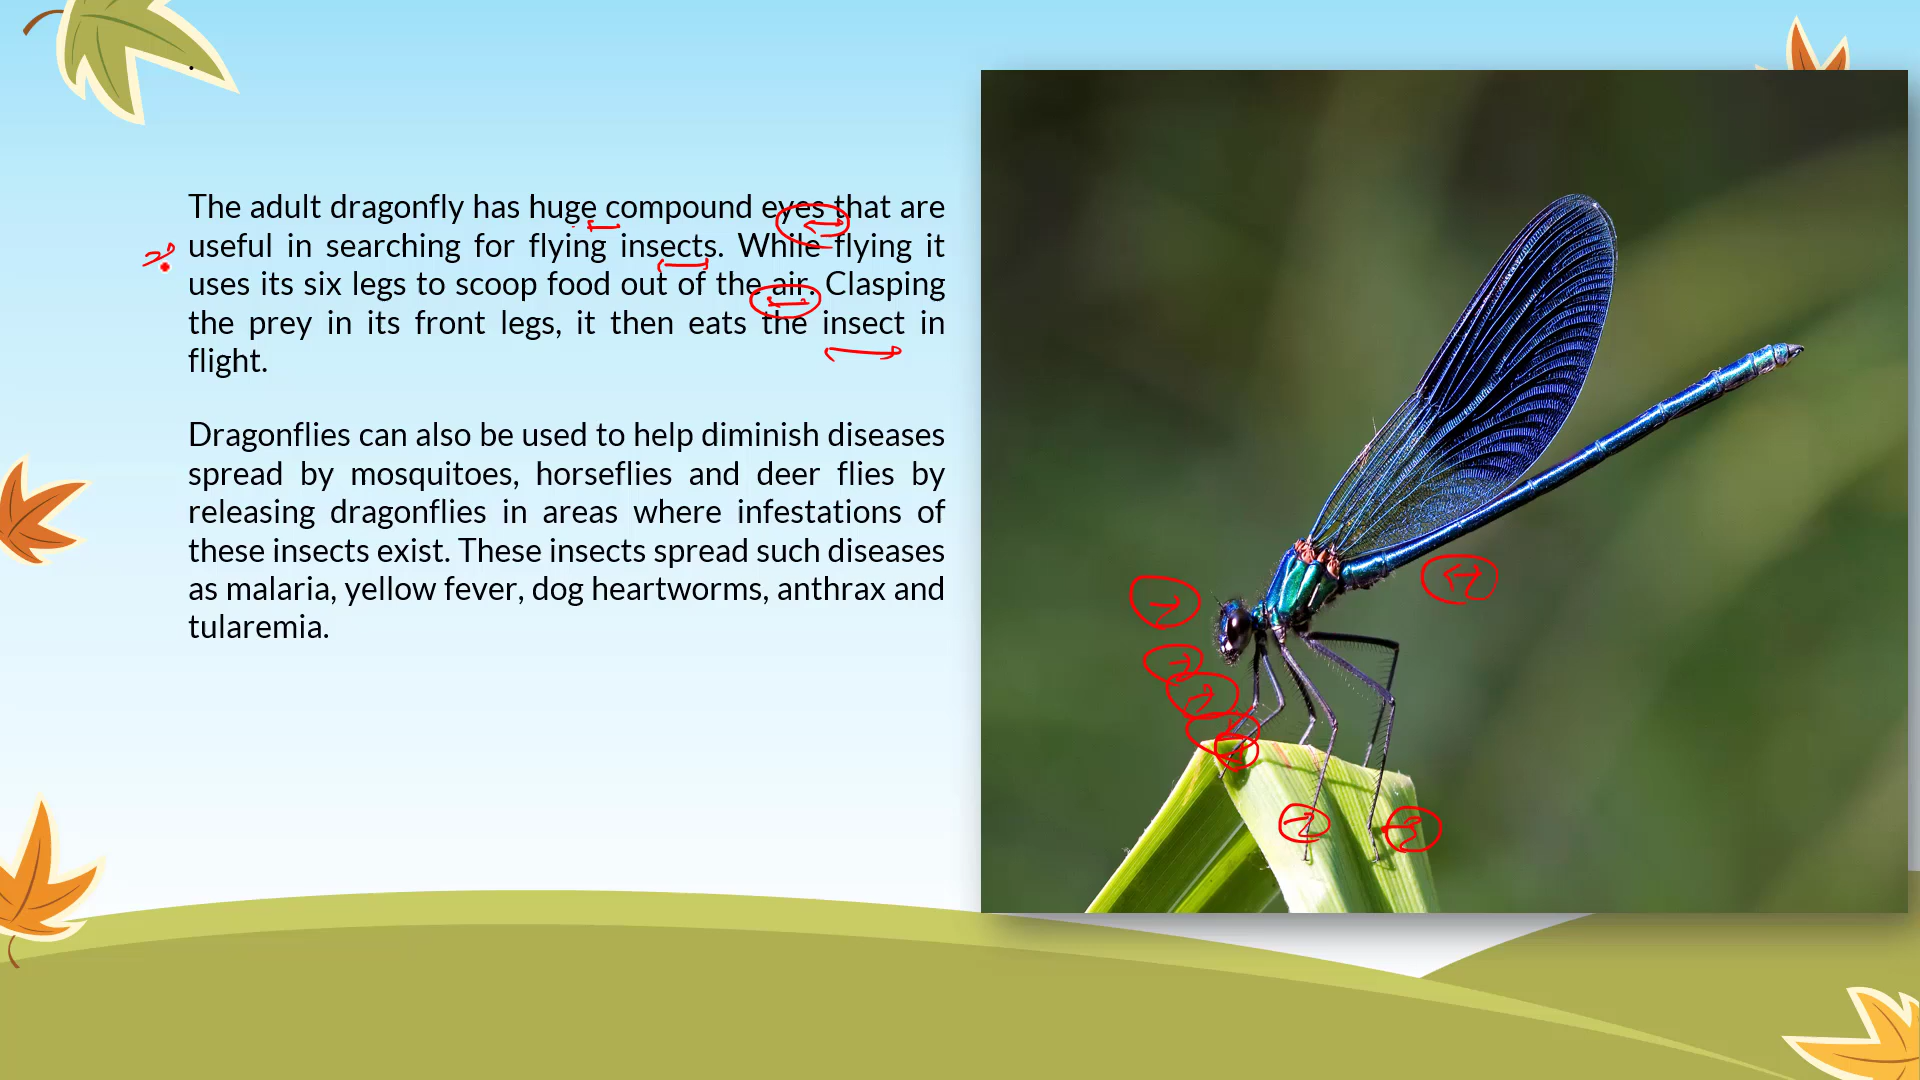 The adult dragonfly has huge compound eyes that are
useful in searching for flying insects. While flying it
uses its six legs to scoop food out of the air. Clasping
the prey in its front legs, it then eats the insect in
flight.
Dragonflies can also be used to help diminish diseases
spread by mosquitoes, horseflies and deer flies by
releasing dragonflies in areas where infestations of
these insects exist. These insects spread such diseases
as malaria, yellow fever, dog heartworms, anthrax and
tularemia.